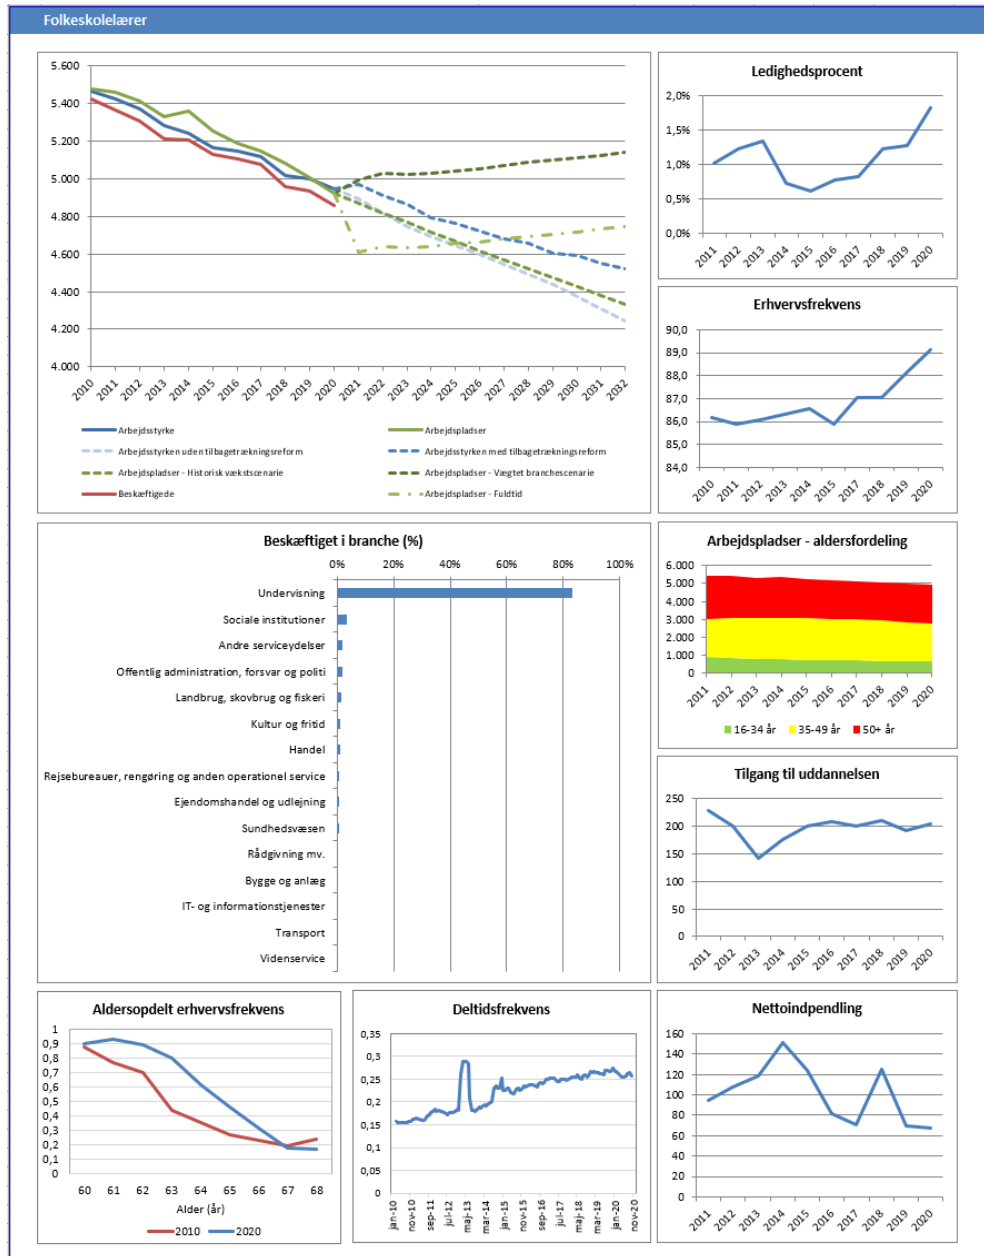 Folkeskolelærer
5.600
5.400
5.200
5.000
4.800
4.600
4.400
4.200
4.000
2010 2011 2012 2013 2014 2015 2016 2017 2018 2019 2020 2021 2022 2023 2024 2025 2026 2027 2028 2029 2030 2031 2032
Arbejdsstyrke
Arbejdspladser
Arbejdsstyrken uden tilbagetrækningsreform
Arbejdsstyrken med tilbagetrækningsreform
Arbejdspladser - Historisk vækstscenarie
Arbejdspladser - Vægtet branchescenarie
Beskæftigede
Arbejdspladser - Fuldtid
Ledighedsprocent
2,0%
1,5%
1,0%
0,5%
0,0%
2011 2012 2013 2014 2015 2016 2017 2018 2019 2020
Erhvervsfrekvens
90,0
89,0
88,0
87,0
86,0
85,0
84,0
2010 2011 2012 2013 2014 2015 2016 2017 2018 2019 2020
Beskæftiget i branche (%)
0% 20% 40% 60% 80% 100%
Undervisning
Sociale institutioner
Andre serviceydelser
Offentlig administration, forsvar og politi
Landbrug, skovbrug og fiskeri
Kultur og fritid
Handel
Rejsebureauer, rengøring og anden operationel service
Ejendomshandel og udlejning
Sundhedsvæsen
Rådgivning mv.
Bygge og anlæg
IT- og informationstjenester
Transport
Videnservice
Arbejdspladser - aldersfordeling
6.000
5.000
4.000
3.000
2.000
1.000
0
2011 2012 2013 2014 2015 2016 2017 2018 2019 2020
16-34 år 35-49 år 50+ år
Tilgang til uddannelsen
250
200
150
100
50
0
2011 2012 2013 2014 2015 2016 2017 2018 2019 2020
Aldersopdelt erhvervsfrekvens
1
0,9
0,8
0,7
0,6
0,5
0,4
0,3
0,2
0,1
0
60 61 62 63 64 65 66 67 68
Alder (år)
2010 2020
Deltidsfrekvens
0,35
0,3
0,25
0,2
0,15
0,1
0,05
0
jan-10 nov-10 sep-11 jul-12 maj-13 mar-14 jan-15 nov-15 sep-16 jul-17 maj-18 mar-19 jan-20 nov-20
Nettoindpendling
160
140
120
100
80
60
40
20
0
2011 2012 2013 2014 2015 2016 2017 2018 2019 2020